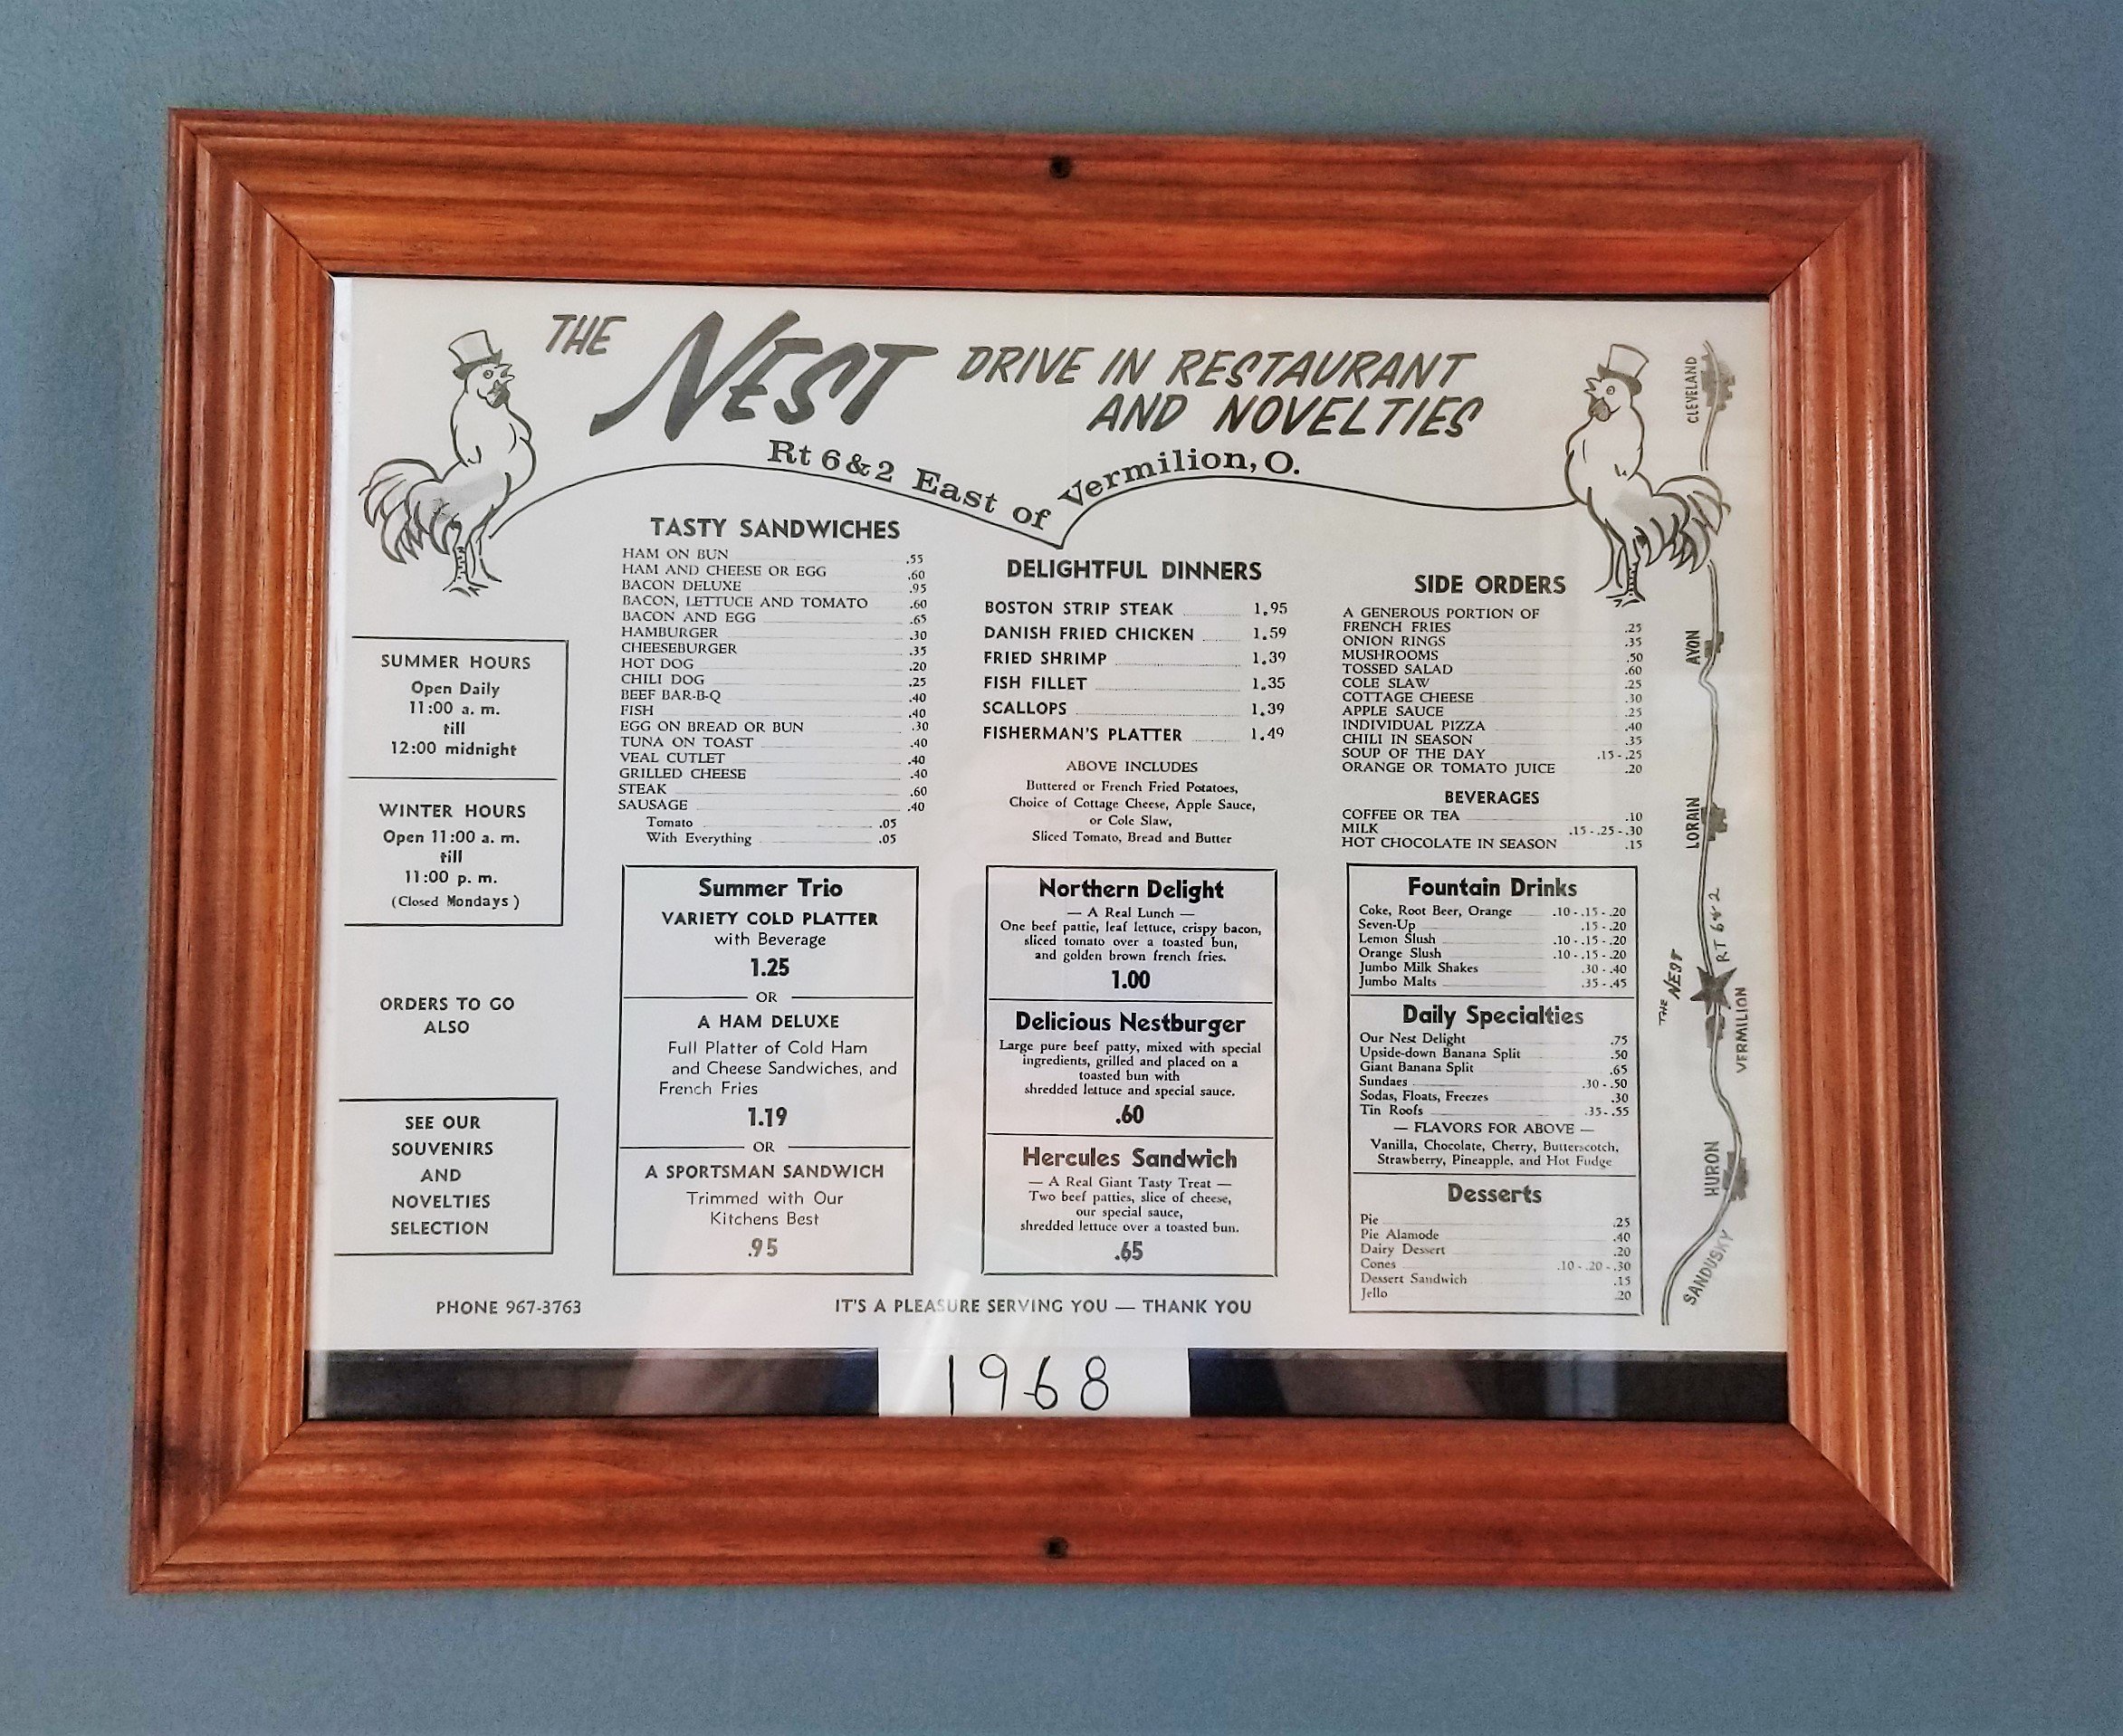 THE NEST DRIVE IN RESTAURANT
AND NOVELTIES
Rt 6 & 2 East of Vermilion, O.
SUMMER HOURS
Open Daily
11:00 a. m.
till
12:00 midnight
WINTER HOURS
Open 11:00 a. m.
till
11:00 p. m.
(Closed Mondays)
ORDERS TO GO
ALSO
SEE OUR
SOUVENIRS
AND
NOVELTIES
SELECTION
PHONE 967-3763
TASTY SANDWICHES
HAM ON BUN .55
HAM AND CHEESE OR EGG .60
BACON DELUXE .95
BACON, LETTUCE AND TOMATO .60
BACON AND EGG .65
HAMBURGER .30
CHEESEBURGER .35
HOT DOG .20
CHILI DOG .25
BEEF BAR-B-Q .40
FISH .40
EGG ON BREAD OR BUN .30
TUNA ON TOAST .40
VEAL CUTLET .40
GRILLED CHEESE .40
STEAK .60
SAUSAGE .40
Tomato .05
With Everything .05
Summer Trio
VARIETY COLD PLATTER
with Beverage
1.25
OR
A HAM DELUXE
Full Platter of Cold Ham
and Cheese Sandwiches, and
French Fries
1.19
OR
A SPORTSMAN SANDWICH
Trimmed with Our
Kitchens Best
.95
DELIGHTFUL DINNERS
BOSTON STRIP STEAK 1.95
DANISH FRIED CHICKEN 1.59
FRIED SHRIMP 1.39
FISH FILLET 1.35
SCALLOPS 1.39
FISHERMAN'S PLATTER 1.49
ABOVE INCLUDES
Buttered or French Fried Potatoes,
Choice of Cottage Cheese, Apple Sauce,
or Cole Slaw,
Sliced Tomato, Bread and Butter
Northern Delight
— A Real Lunch —
One beef pattie, leaf lettuce, crispy bacon,
sliced tomato over a toasted bun,
and golden brown french fries.
1.00
Delicious Nestburger
Large pure beef patty, mixed with special
ingredients, grilled and placed on a
toasted bun with
shredded lettuce and special sauce.
.60
Hercules Sandwich
— A Real Giant Tasty Treat —
Two beef patties, slice of cheese,
our special sauce,
shredded lettuce over a toasted bun.
.65
IT'S A PLEASURE SERVING YOU — THANK YOU
SIDE ORDERS
A GENEROUS PORTION OF
FRENCH FRIES .25
ONION RINGS .35
MUSHROOMS .50
TOSSED SALAD .60
COLE SLAW .25
COTTAGE CHEESE .30
APPLE SAUCE .25
INDIVIDUAL PIZZA .40
CHILI IN SEASON .35
SOUP OF THE DAY .15 - .25
ORANGE OR TOMATO JUICE .20
BEVERAGES
COFFEE OR TEA .10
MILK .15 - .25 - .30
HOT CHOCOLATE IN SEASON .15
Fountain Drinks
Coke, Root Beer, Orange .10 - .15 - .20
Seven-Up .15 - .20
Lemon Slush .10 - .15 - .20
Orange Slush .10 - .15 - .20
Jumbo Milk Shakes .30 - .40
Jumbo Malts .35 - .45
Daily Specialties
Our Nest Delight .75
Upside-down Banana Split .50
Giant Banana Split .65
Sundaes .30 - .50
Sodas, Floats, Freezes .30
Tin Roofs .35 - .55
— FLAVORS FOR ABOVE —
Vanilla, Chocolate, Cherry, Butterscotch,
Strawberry, Pineapple, and Hot Fudge
Desserts
Pie .25
Pie Alamode .40
Dairy Dessert .20
Cones .10 - .20 - .30
Dessert Sandwich .15
Jello .20
CLEVELAND
AVON
LORAIN
RT 6 & 2
THE NEST
VERMILION
HURON
SANDUSKY
1968